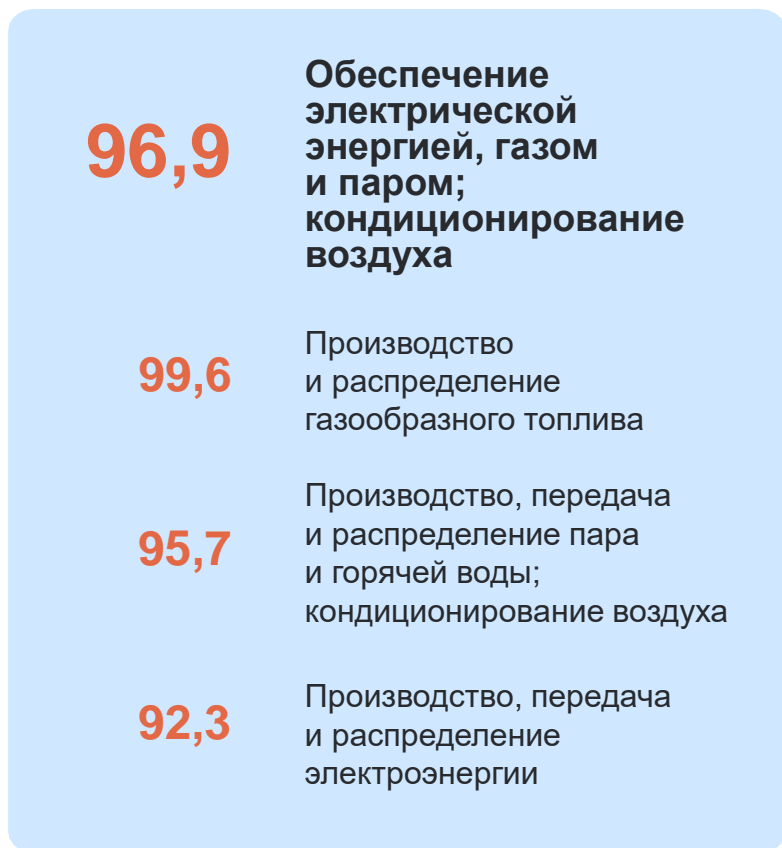 96,9
Обеспечение
электрической
энергией, газом
и паром;
кондиционирование
воздуха
99,6
Производство
и распределение
газообразного топлива
95,7
Производство, передача
и распределение пара
и горячей воды;
кондиционирование воздуха
92,3
Производство, передача
и распределение
электроэнергии